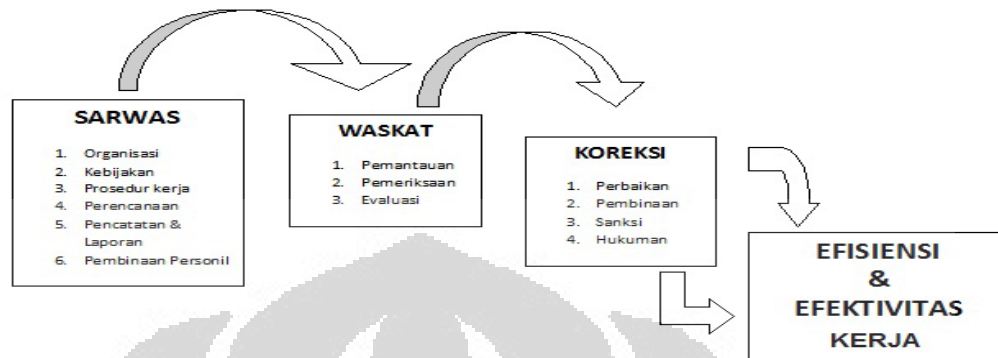 SARWAS
1. Organisasi
2. Kebijakan
3. Prosedur kerja
4. Perencanaan
5. Pencatatan &
Laporan
6. Pembinaan Personil
WASKAT
1. Pemantauan
2. Pemeriksaan
3. Evaluasi
KOREKSI
1. Perbaikan
2. Pembinaan
3. Sanksi
4. Hukuman
EFISIENSI
&
EFEKTIVITAS
KERJA